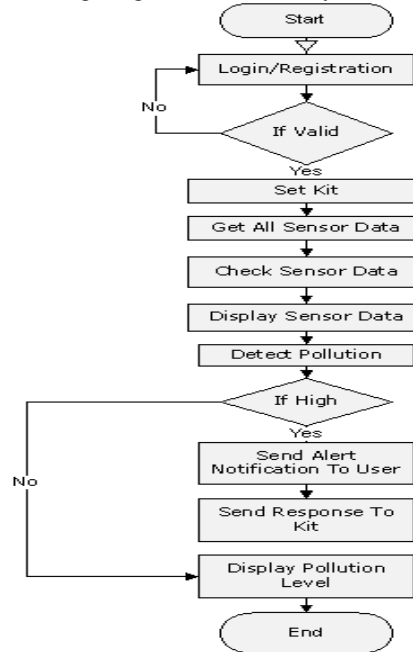 Start
Login/Registration
No
If Valid
Yes
Set Kit
Get All Sensor Data
Check Sensor Data
Display Sensor Data
Detect Pollution
If High
Yes
Send Alert
Notification To User
No
Send Response To
Kit
Display Pollution
Level
End